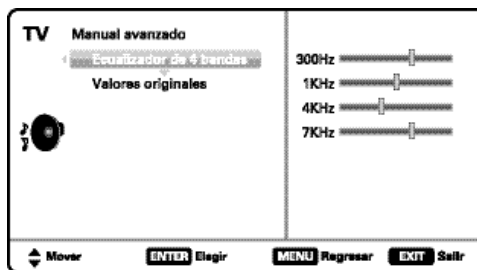 TV
Manual avanzado
Ecualizador de 4 bandas
Valores originales
300Hz
1KHz
4KHz
7KHz
Mover ENTER Elegir MENU Regresar EXIT Salir